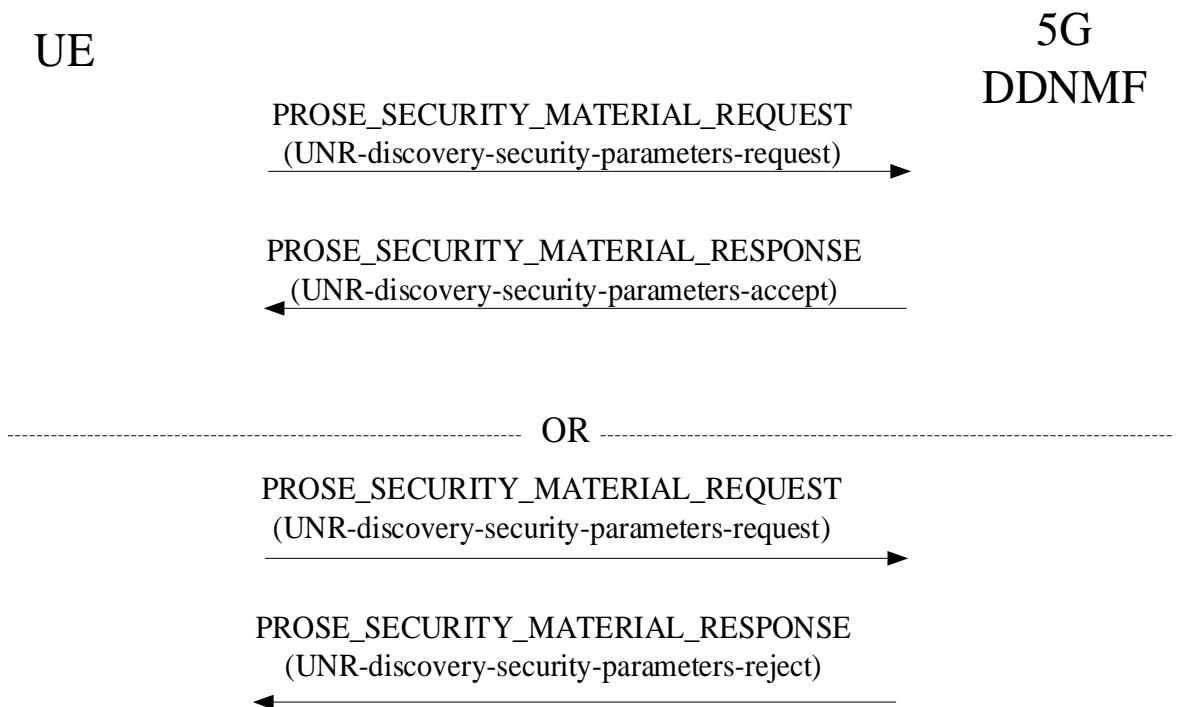 UE
5G
DDNMF
PROSE_SECURITY_MATERIAL_REQUEST
(UNR-discovery-security-parameters-request)
PROSE_SECURITY_MATERIAL_RESPONSE
(UNR-discovery-security-parameters-accept)
OR
PROSE_SECURITY_MATERIAL_REQUEST
(UNR-discovery-security-parameters-request)
PROSE_SECURITY_MATERIAL_RESPONSE
(UNR-discovery-security-parameters-reject)